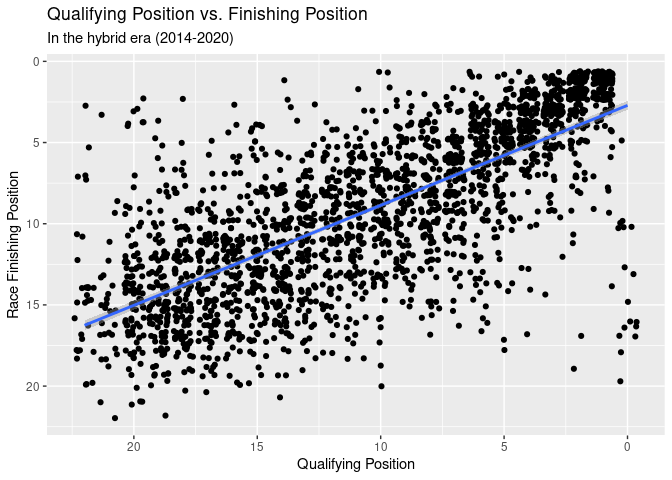 Qualifying Position vs. Finishing Position
In the hybrid era (2014-2020)
0
5
10
15
20
Race Finishing Position
20
15
10
5
0
Qualifying Position